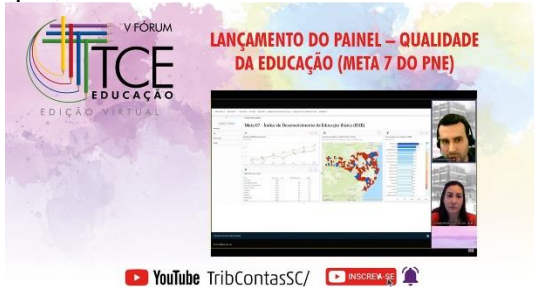 V FÓRUM
TCE
EDUCAÇÃO
EDIÇÃO VIRTUAL
LANÇAMENTO DO PAINEL – QUALIDADE
DA EDUCAÇÃO (META 7 DO PNE)
Meta 07 - Índice de Desenvolvimento da Educação Básica (IDEB)
YouTube TribContasSC/
INSCREVA-SE